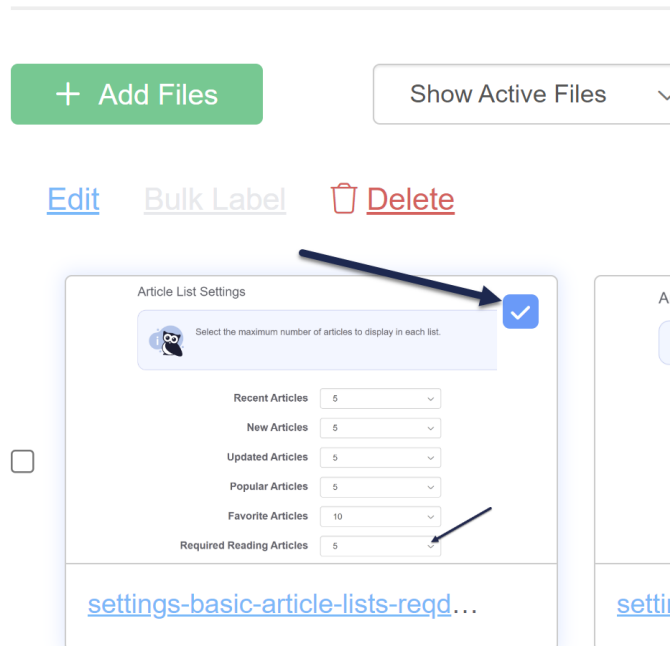 + Add Files
Show Active Files
Edit Bulk Label Delete
Article List Settings
i
Select the maximum number of articles to display in each list.
Recent Articles 5
New Articles 5
Updated Articles 5
Popular Articles 5
Favorite Articles 10
Required Reading Articles 5
settings-basic-article-lists-reqd...
A
setti